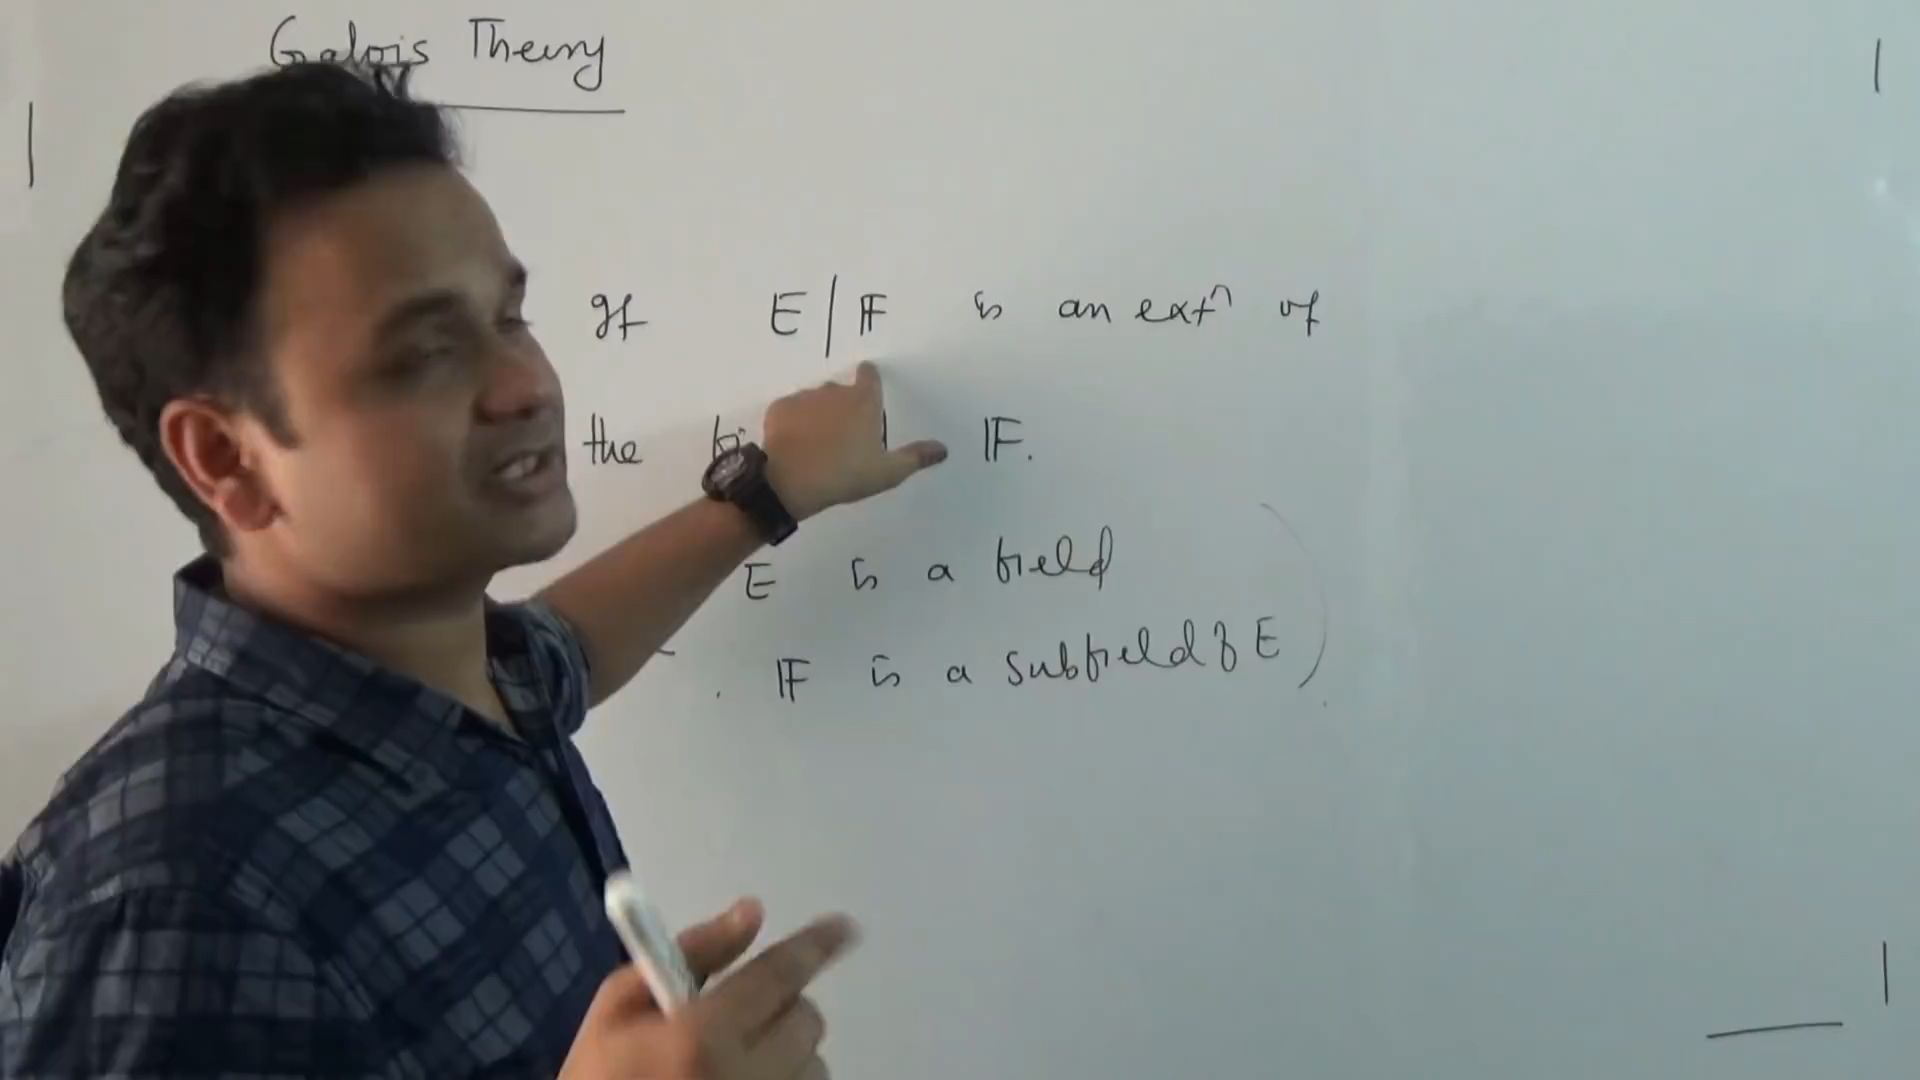 Galois Theory
If E/𝔽 is an extⁿ of
the 𝔽.
E is a field
𝔽 is a subfield of E)